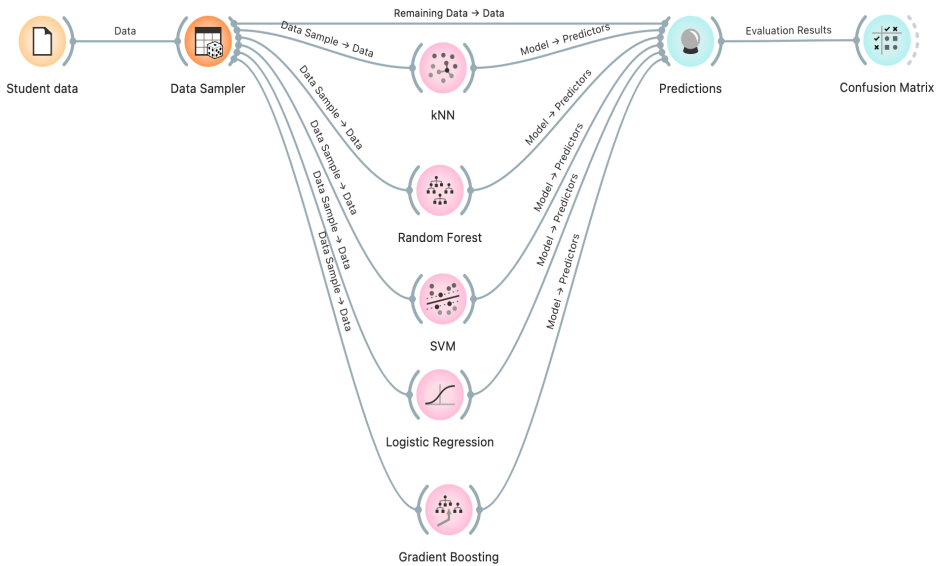 Remaining Data → Data
Data
Data Sample → Data
Model → Predictors
Evaluation Results
Student data
Data Sampler
kNN
Predictions
Confusion Matrix
Data Sample → Data
Model → Predictors
Random Forest
Data Sample → Data
Model → Predictors
SVM
Data Sample → Data
Model → Predictors
Logistic Regression
Data Sample → Data
Model → Predictors
Gradient Boosting